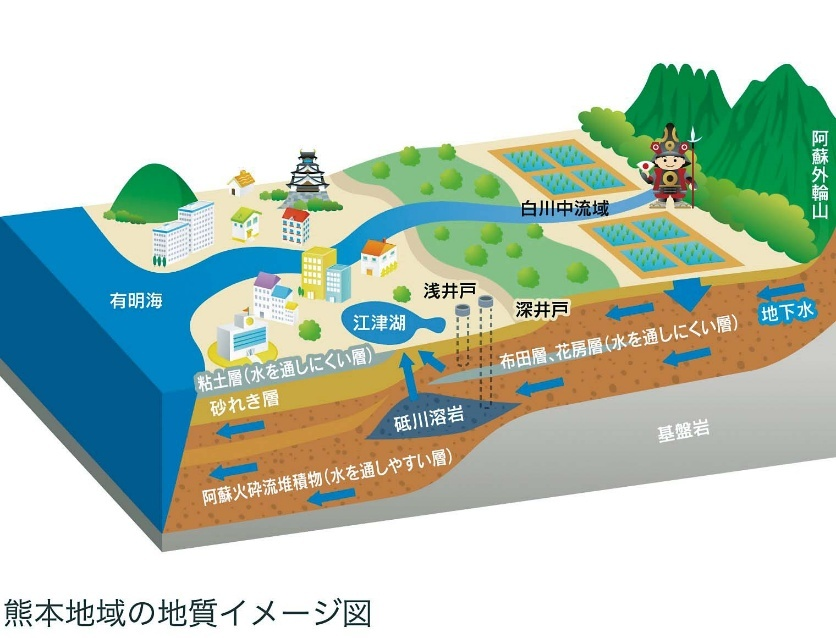 阿蘇外輪山
白川中流域
有明海
浅井戸
深井戸
地下水
江津湖
布田層、花房層(水を通しにくい層)
粘土層(水を通しにくい層)
砂れき層
砥川溶岩
基盤岩
阿蘇火砕流堆積物(水を通しやすい層)
熊本地域の地質イメージ図